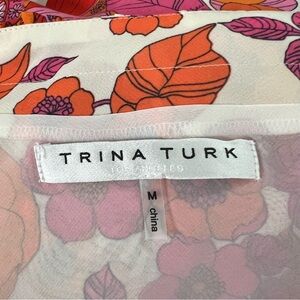 TRINA TURK
LOS ANGELES
M
china